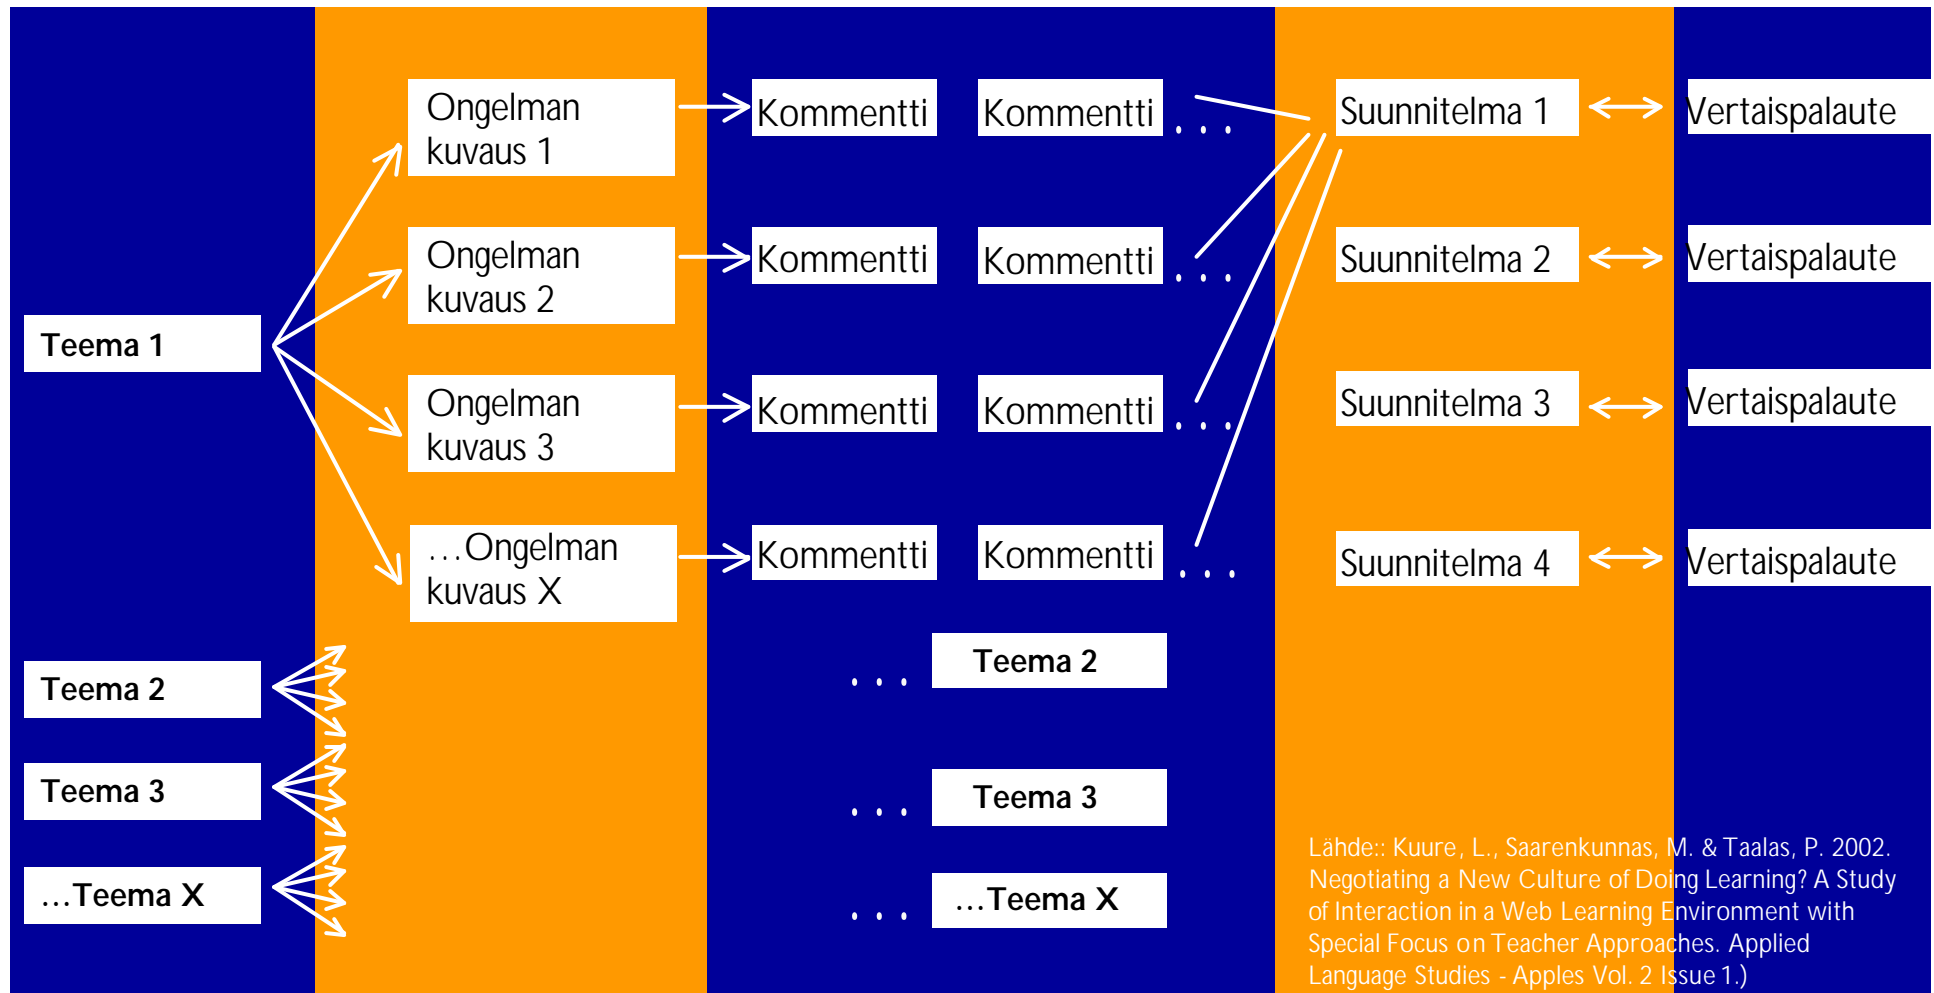 Ongelman
kuvaus 1
Kommentti
Kommentti
...
Suunnitelma 1
Vertaispalaute
Ongelman
kuvaus 2
Kommentti
Kommentti
...
Suunnitelma 2
Vertaispalaute
Teema 1
Ongelman
kuvaus 3
Kommentti
Kommentti
...
Suunnitelma 3
Vertaispalaute
...Ongelman
kuvaus X
Kommentti
Kommentti
...
Suunnitelma 4
Vertaispalaute
Teema 2
... Teema 2
Teema 3
... Teema 3
...Teema X
... ...Teema X
Lähde:: Kuure, L., Saarenkunnas, M. & Taalas, P. 2002.
Negotiating a New Culture of Doing Learning? A Study
of Interaction in a Web Learning Environment with
Special Focus on Teacher Approaches. Applied
Language Studies - Apples Vol. 2 Issue 1.)